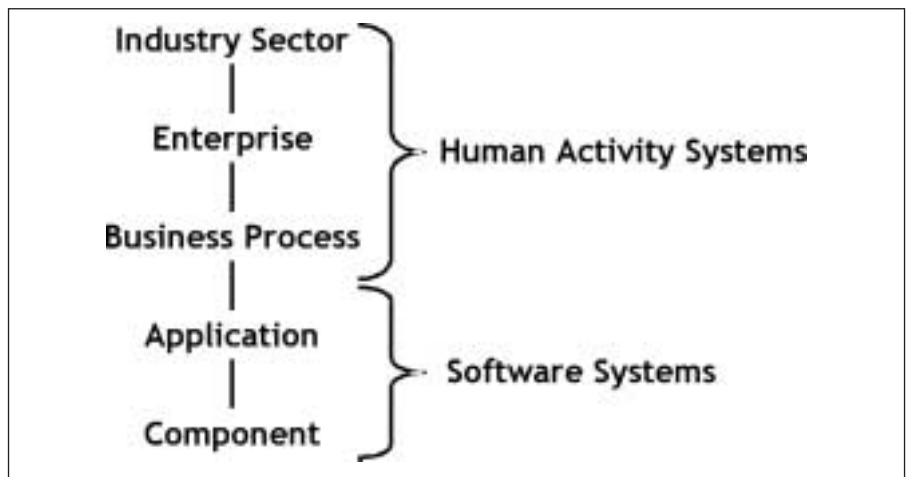 Industry Sector
Enterprise
Human Activity Systems
Business Process
Application
Software Systems
Component